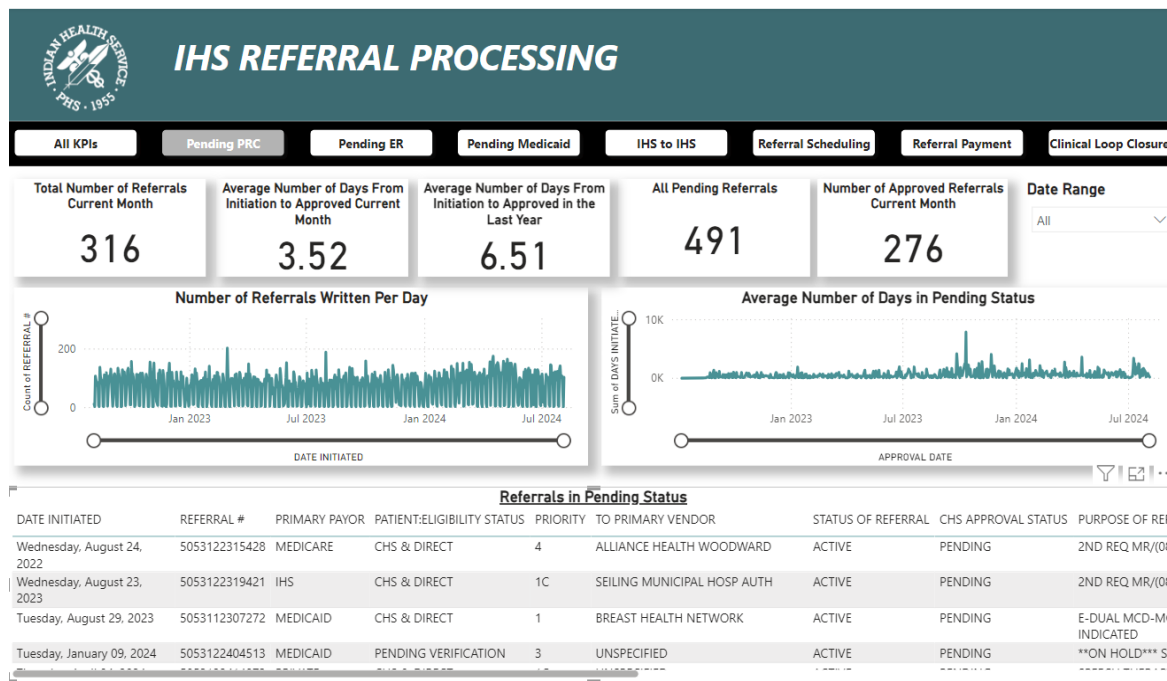 INDIAN HEALTH SERVICE
PHS · 1955
IHS REFERRAL PROCESSING
All KPIs
Pending PRC
Pending ER
Pending Medicaid
IHS to IHS
Referral Scheduling
Referral Payment
Clinical Loop Closure
Total Number of Referrals
Current Month
316
Average Number of Days From
Initiation to Approved Current
Month
3.52
Average Number of Days From
Initiation to Approved in the
Last Year
6.51
All Pending Referrals
491
Number of Approved Referrals
Current Month
276
Date Range
All
Number of Referrals Written Per Day
Count of REFERRAL #
200
0
Jan 2023
Jul 2023
Jan 2024
Jul 2024
DATE INITIATED
Average Number of Days in Pending Status
Sum of DAYS INITIATE...
10K
0K
Jan 2023
Jul 2023
Jan 2024
Jul 2024
APPROVAL DATE
Referrals in Pending Status
DATE INITIATED REFERRAL # PRIMARY PAYOR PATIENT:ELIGIBILITY STATUS PRIORITY TO PRIMARY VENDOR STATUS OF REFERRAL CHS APPROVAL STATUS PURPOSE OF REF
Wednesday, August 24, 5053122315428 MEDICARE CHS & DIRECT 4 ALLIANCE HEALTH WOODWARD ACTIVE PENDING 2ND REQ MR/(08
2022
Wednesday, August 23, 5053122319421 IHS CHS & DIRECT 1C SEILING MUNICIPAL HOSP AUTH ACTIVE PENDING 2ND REQ MR/(08
2023
Tuesday, August 29, 2023 5053112307272 MEDICAID CHS & DIRECT 1 BREAST HEALTH NETWORK ACTIVE PENDING E-DUAL MCD-M
INDICATED
Tuesday, January 09, 2024 5053122404513 MEDICAID PENDING VERIFICATION 3 UNSPECIFIED ACTIVE PENDING **ON HOLD*** S